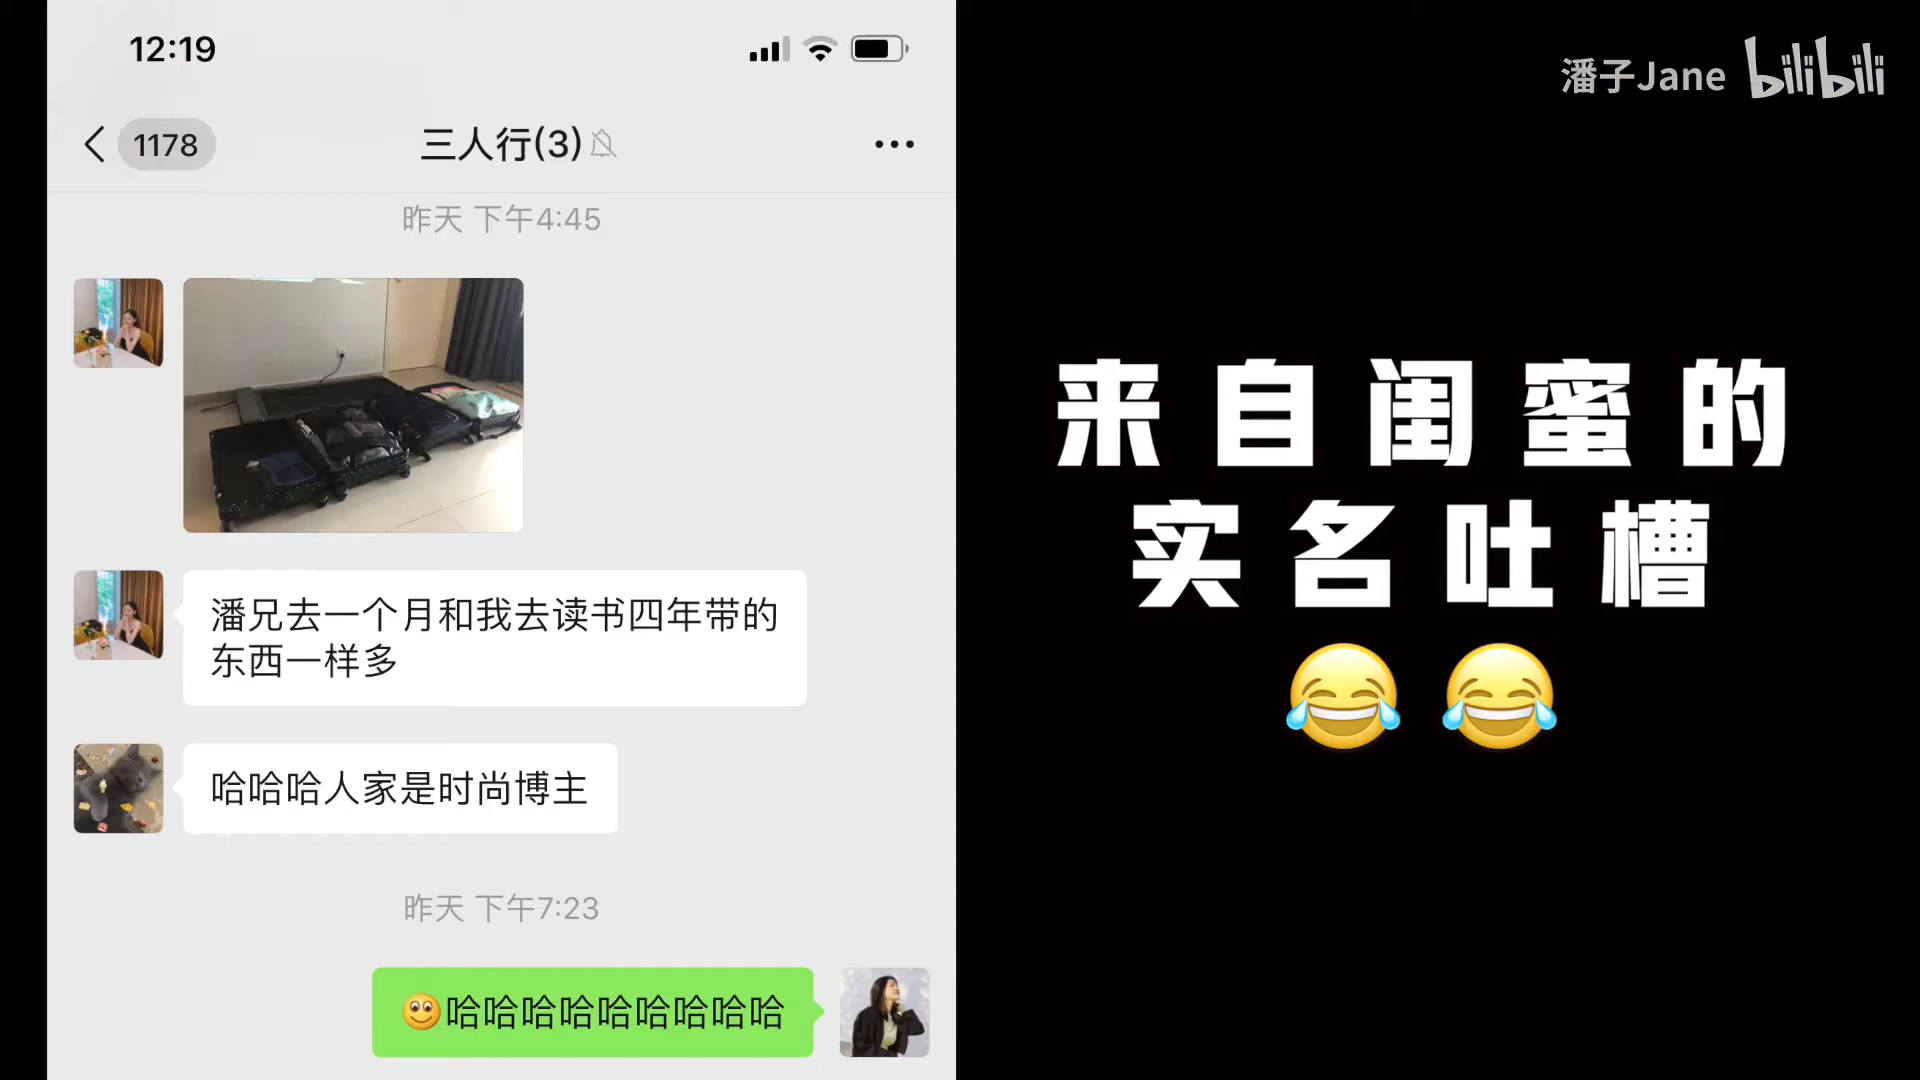 12:19
1178
三人行(3)
昨天 下午4:45
潘兄去一个月和我去读书四年带的
东西一样多
哈哈哈人家是时尚博主
昨天 下午7:23
哈哈哈哈哈哈哈哈哈
潘子Jane bilibili
来自闺蜜的
实名吐槽